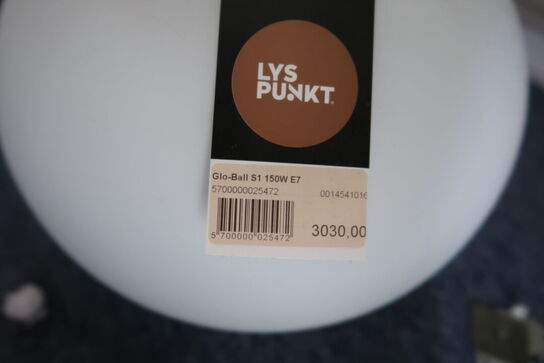 LYS
PUNKT®
Glo-Ball S1 150W E7
5700000025472 0014541016
5 700000 025472 3030,00